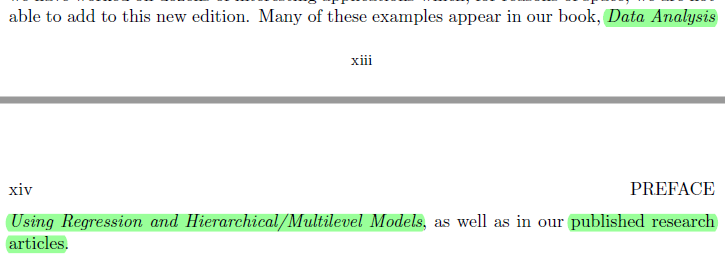 able to add to this new edition. Many of these examples appear in our book, Data Analysis
xiii
xiv PREFACE
Using Regression and Hierarchical/Multilevel Models, as well as in our published research
articles.